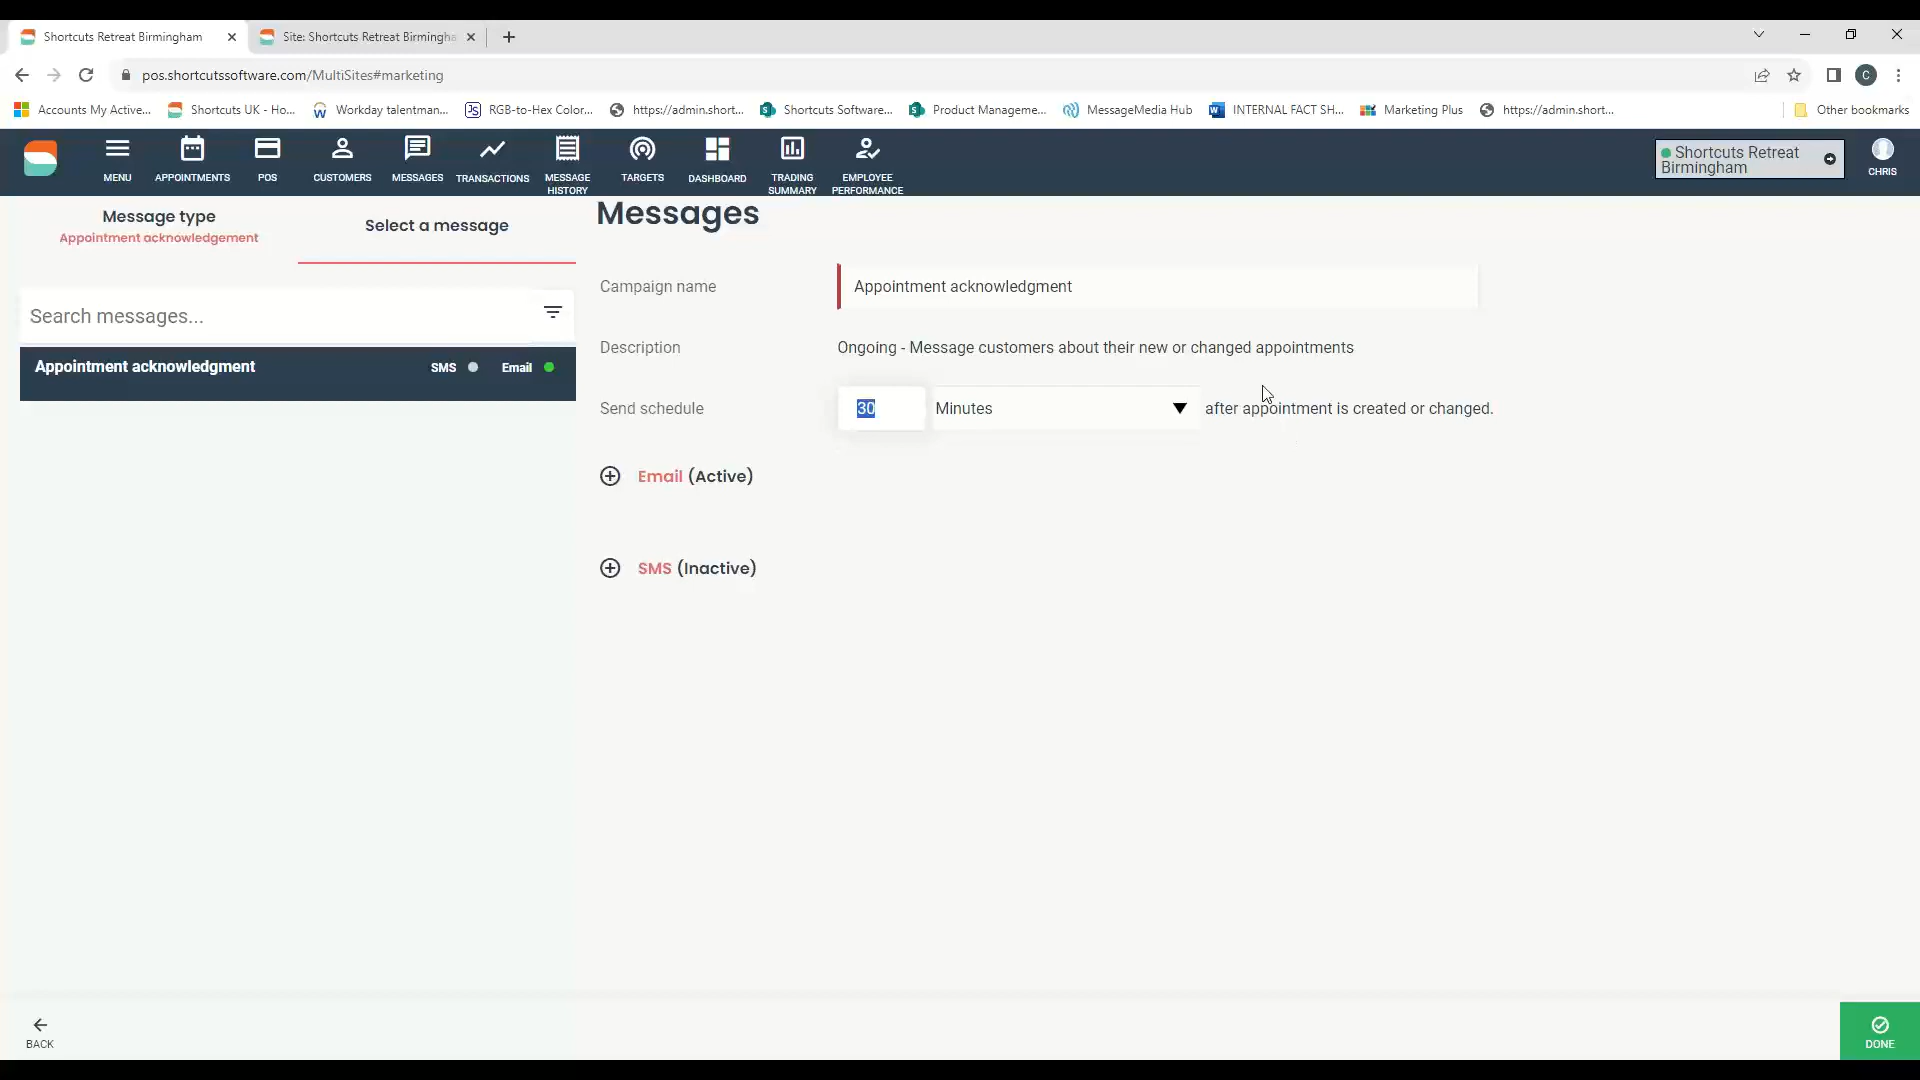 Shortcuts Retreat Birmingham
Site: Shortcuts Retreat Birmingha
pos.shortcutssoftware.com/MultiSites#marketing
C
Accounts My Active...
Shortcuts UK - Ho...
Workday talentman...
RGB-to-Hex Color...
https://admin.short...
Shortcuts Software...
Product Manageme...
MessageMedia Hub
INTERNAL FACT SH...
Marketing Plus
https://admin.short...
Other bookmarks
MENU
APPOINTMENTS
POS
CUSTOMERS
MESSAGES
TRANSACTIONS
MESSAGE
HISTORY
TARGETS
DASHBOARD
TRADING
SUMMARY
EMPLOYEE
PERFORMANCE
Shortcuts Retreat
Birmingham
CHRIS
Message type
Appointment acknowledgement
Select a message
Search messages...
Appointment acknowledgment SMS Email
Messages
Campaign name Appointment acknowledgment
Description Ongoing - Message customers about their new or changed appointments
Send schedule 30 Minutes after appointment is created or changed.
Email (Active)
SMS (Inactive)
BACK
DONE